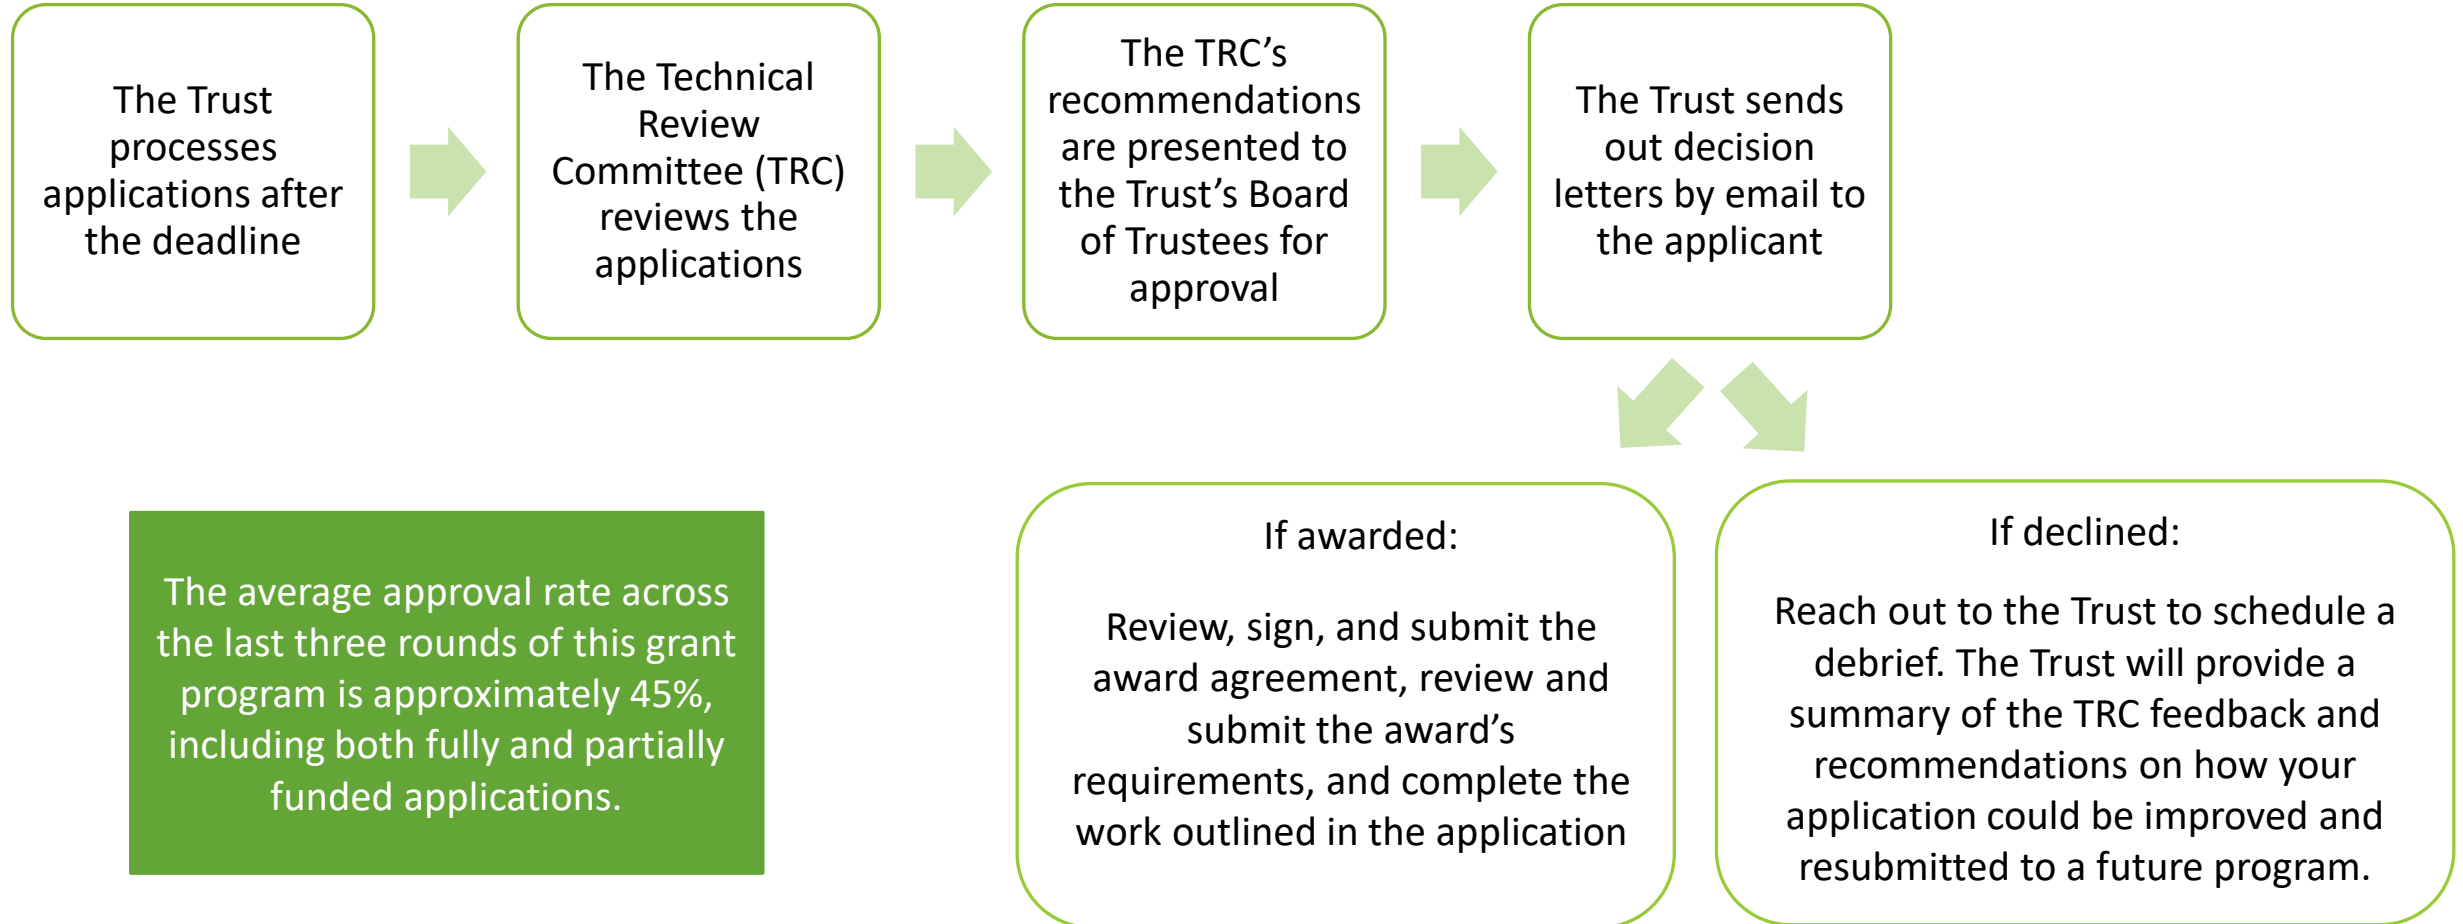 The Trust
processes
applications after
the deadline
The Technical
Review
Committee (TRC)
reviews the
applications
The TRC’s
recommendations
are presented to
the Trust’s Board
of Trustees for
approval
The Trust sends
out decision
letters by email to
the applicant
The average approval rate across
the last three rounds of this grant
program is approximately 45%,
including both fully and partially
funded applications.
If awarded:
Review, sign, and submit the
award agreement, review and
submit the award’s
requirements, and complete the
work outlined in the application
If declined:
Reach out to the Trust to schedule a
debrief. The Trust will provide a
summary of the TRC feedback and
recommendations on how your
application could be improved and
resubmitted to a future program.